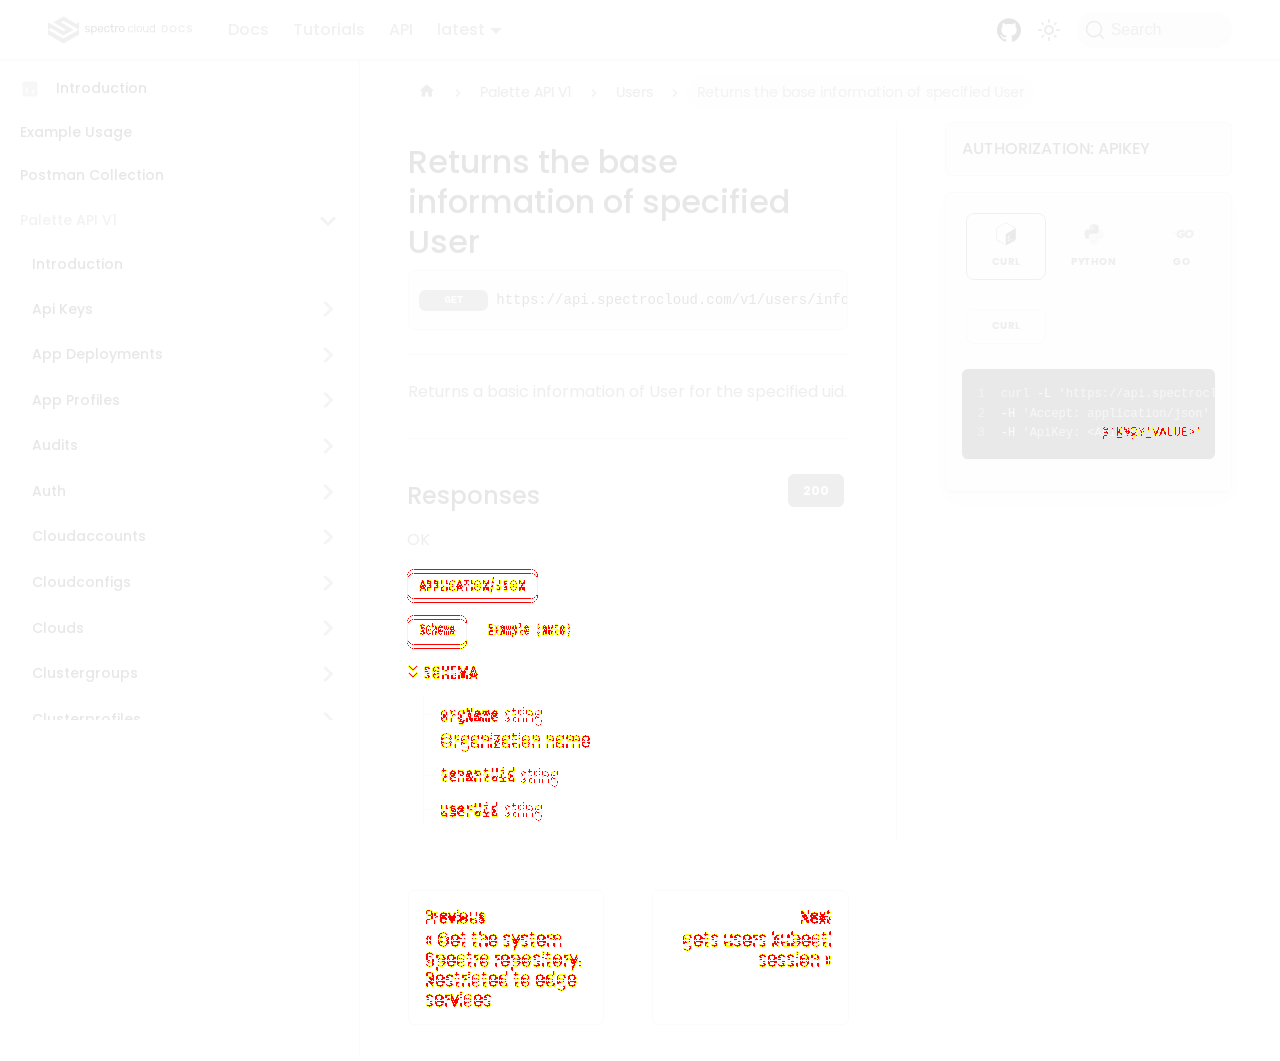 spectro cloud DOCS
Docs
Tutorials
API
latest
Search
Introduction
Example Usage
Postman Collection
Palette API V1
Introduction
Api Keys
App Deployments
App Profiles
Audits
Auth
Cloudaccounts
Cloudconfigs
Clouds
Clustergroups
Clusterprofiles
Palette API V1
Users
Returns the base information of specified User
Returns the base
information of specified
User
GET https://api.spectrocloud.com/v1/users/info
Returns a basic information of User for the specified uid.
Responses
200
OK
APPLICATION/JSON
Schema
Example (auto)
SCHEMA
orgName string
Organization name
tenantUid string
userUid string
Previous
« Get the system
Spectro repository.
Restricted to edge
services
Next
gets users kubectl
session »
AUTHORIZATION: APIKEY
CURL
PYTHON
GO
GO
CURL
1 curl -L 'https://api.spectrocl
2 -H 'Accept: application/json'
3 -H 'ApiKey: